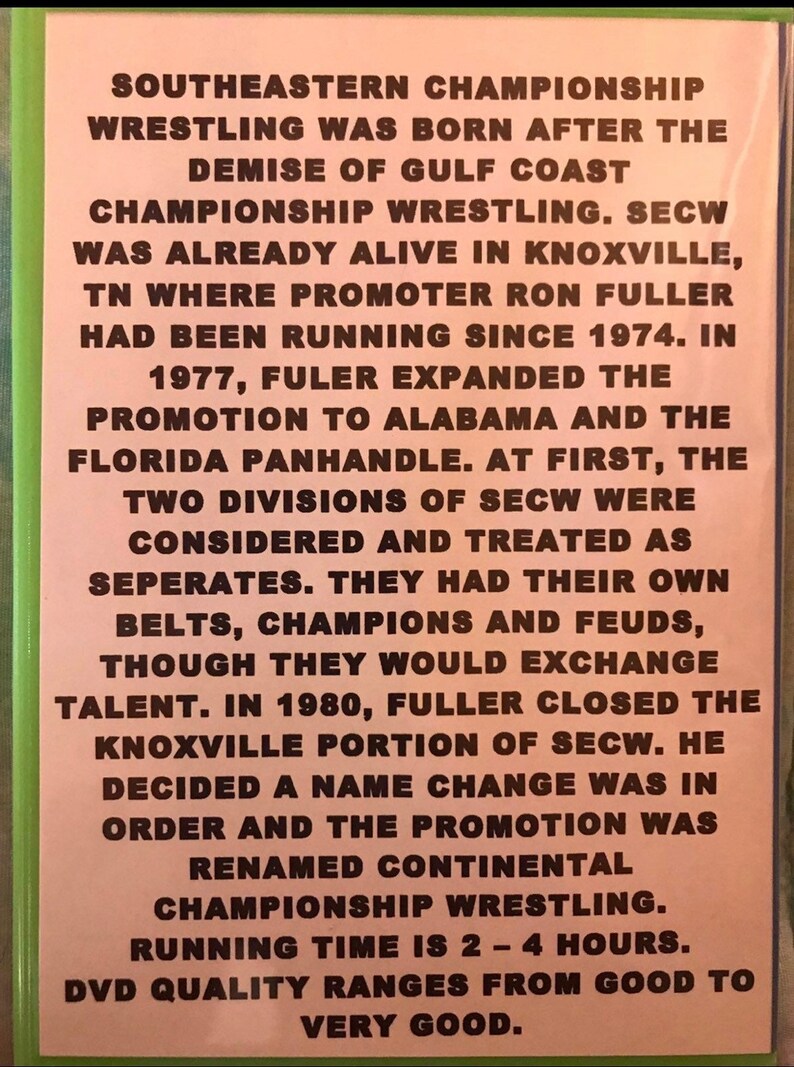 SOUTHEASTERN CHAMPIONSHIP
WRESTLING WAS BORN AFTER THE
DEMISE OF GULF COAST
CHAMPIONSHIP WRESTLING. SECW
WAS ALREADY ALIVE IN KNOXVILLE,
TN WHERE PROMOTER RON FULLER
HAD BEEN RUNNING SINCE 1974. IN
1977, FULER EXPANDED THE
PROMOTION TO ALABAMA AND THE
FLORIDA PANHANDLE. AT FIRST, THE
TWO DIVISIONS OF SECW WERE
CONSIDERED AND TREATED AS
SEPERATES. THEY HAD THEIR OWN
BELTS, CHAMPIONS AND FEUDS,
THOUGH THEY WOULD EXCHANGE
TALENT. IN 1980, FULLER CLOSED THE
KNOXVILLE PORTION OF SECW. HE
DECIDED A NAME CHANGE WAS IN
ORDER AND THE PROMOTION WAS
RENAMED CONTINENTAL
CHAMPIONSHIP WRESTLING.
RUNNING TIME IS 2 – 4 HOURS.
DVD QUALITY RANGES FROM GOOD TO
VERY GOOD.